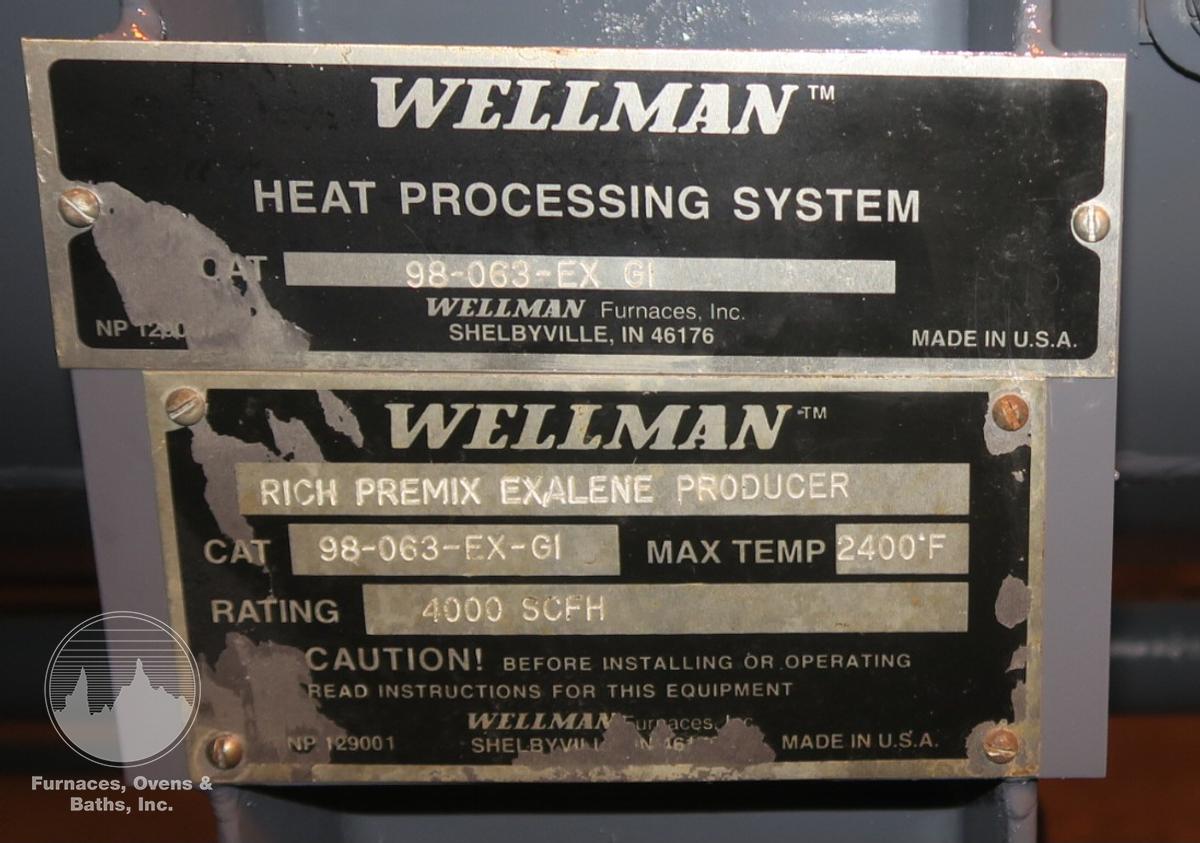 WELLMAN™
HEAT PROCESSING SYSTEM
CAT 98-063-EX GI
WELLMAN Furnaces, Inc.
SHELBYVILLE, IN 46176
NP
MADE IN U.S.A.
WELLMAN™
RICH PREMIX EXALENE PRODUCER
CAT 98-063-EX-GI MAX TEMP 2400°F
RATING 4000 SCFH
CAUTION! BEFORE INSTALLING OR OPERATING
READ INSTRUCTIONS FOR THIS EQUIPMENT
WELLMAN Furnaces, Inc.
NP 129001
MADE IN U.S.A.
Furnaces, Ovens &
Baths, Inc.